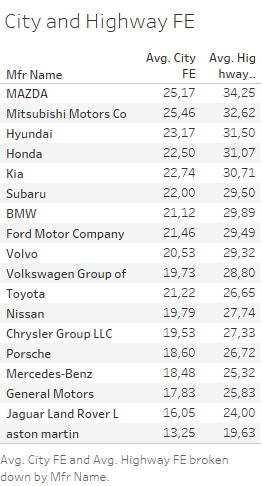 City and Highway FE
Avg. City Avg. Hig
Mfr Name FE hway..
MAZDA 25,17 34,25
Mitsubishi Motors Co 25,46 32,62
Hyundai 23,17 31,50
Honda 22,50 31,07
Kia 22,74 30,71
Subaru 22,00 29,50
BMW 21,12 29,89
Ford Motor Company 21,46 29,49
Volvo 20,53 29,32
Volkswagen Group of 19,73 28,80
Toyota 21,22 26,65
Nissan 19,79 27,74
Chrysler Group LLC 19,53 27,33
Porsche 18,60 26,72
Mercedes-Benz 18,48 25,32
General Motors 17,83 25,83
Jaguar Land Rover L 16,05 24,00
aston martin 13,25 19,63
Avg. City FE and Avg. Highway FE broken
down by Mfr Name.